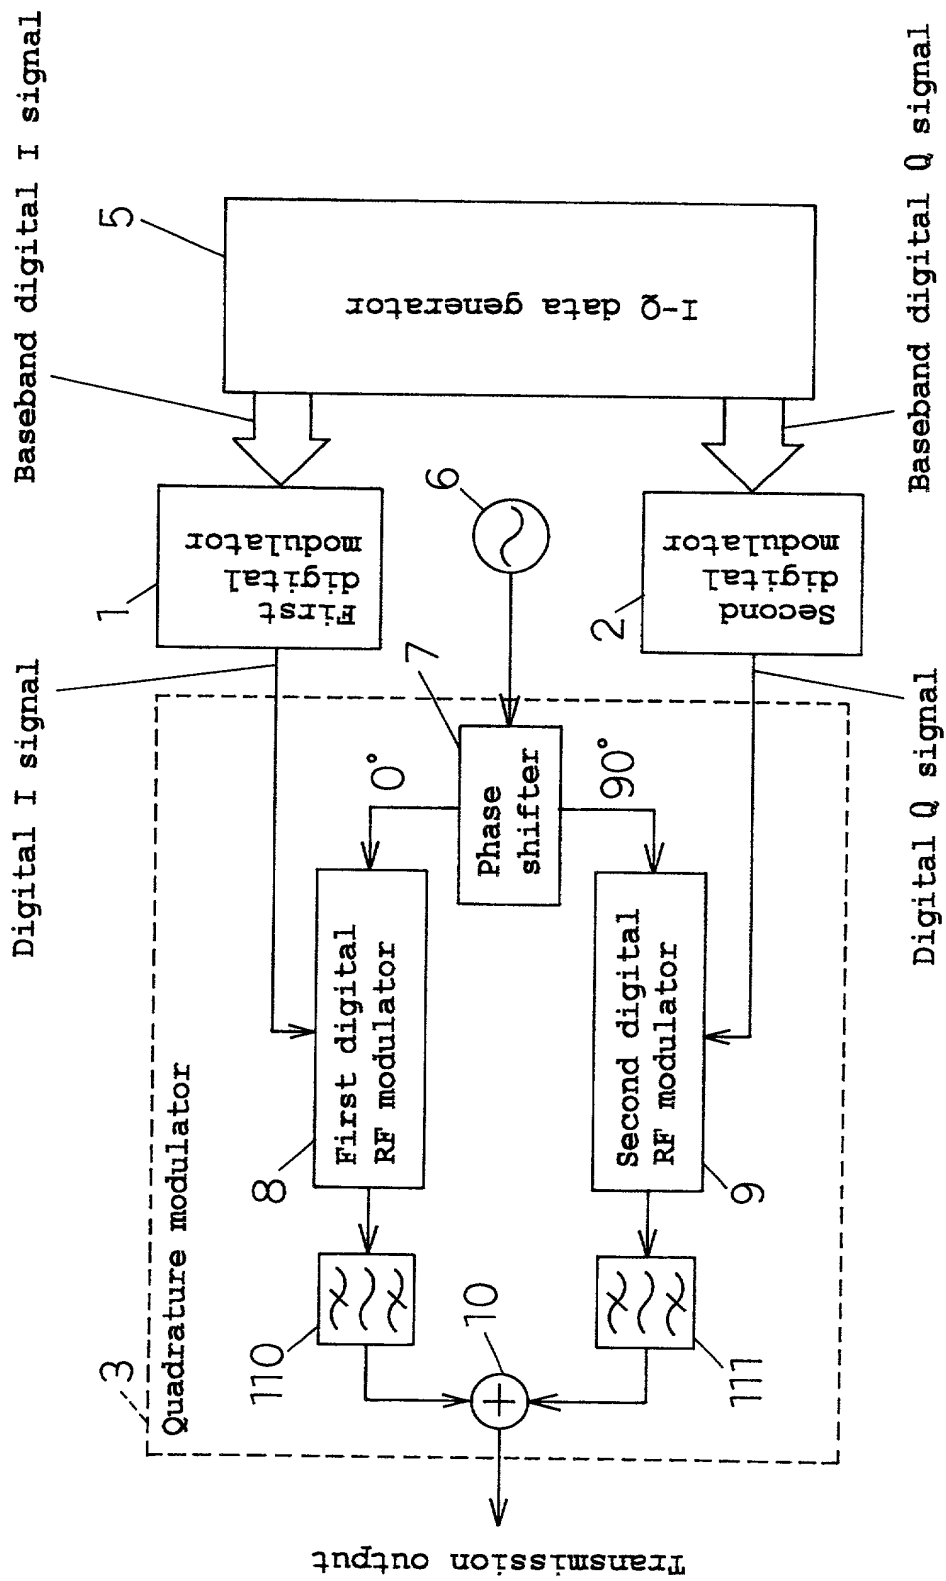 Baseband digital I signal
5
I-Q data generator
Baseband digital Q signal
1
First
digital
modulator
6
2
Second
digital
modulator
Digital I signal
7
0°
Phase
shifter
90°
Digital Q signal
3
Quadrature modulator
First digital
RF modulator
8
Second digital
RF modulator
9
110
10
111
Transmission output